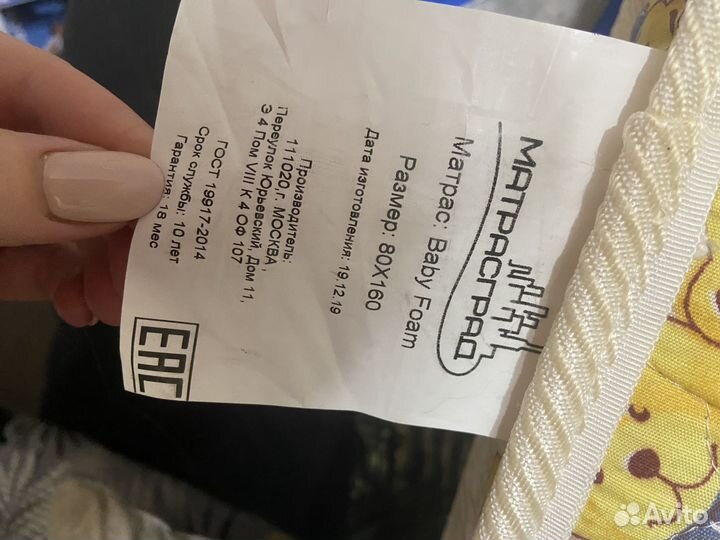 МАТРАСГРАД
Матрас: Baby Foam
Размер: 80X160
Дата изготовления: 19.12.19
Производитель:
111020,г. МОСКВА,
Переулок Юрьевский, Дом 11,
Э 4 Пом VIII К 4 ОФ 107
ГОСТ 19917-2014
Срок службы: 10 лет
Гарантия: 18 мес
EAC
Avito